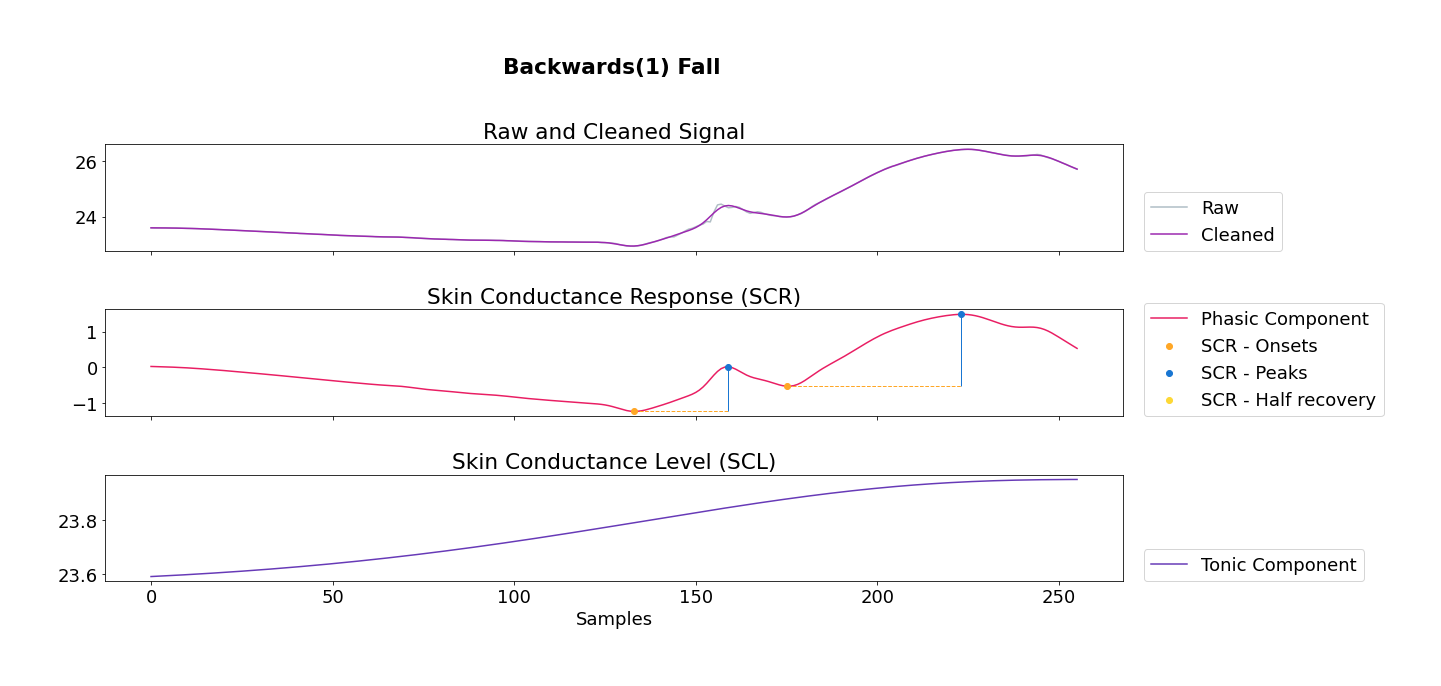 Backwards(1) Fall
Raw and Cleaned Signal
26
24
Raw
Cleaned
Skin Conductance Response (SCR)
1
0
−1
Phasic Component
SCR - Onsets
SCR - Peaks
SCR - Half recovery
Skin Conductance Level (SCL)
23.8
23.6
Tonic Component
0 50 100 150 200 250
Samples